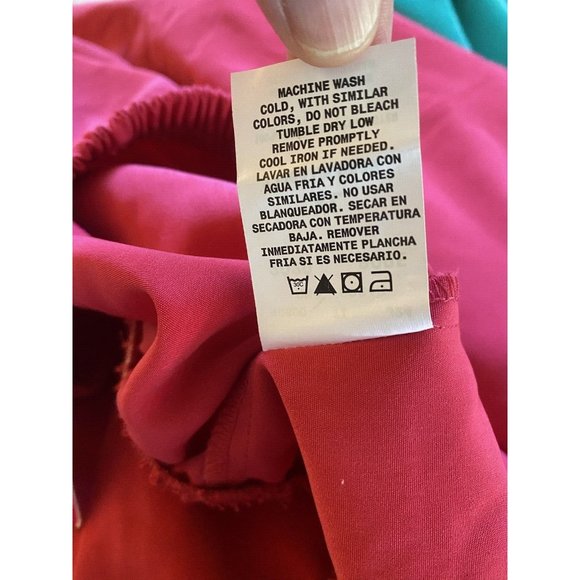 MACHINE WASH
COLD, WITH SIMILAR
COLORS, DO NOT BLEACH
TUMBLE DRY LOW
REMOVE PROMPTLY
COOL IRON IF NEEDED.
LAVAR EN LAVADORA CON
AGUA FRIA Y COLORES
SIMILARES. NO USAR
BLANQUEADOR. SECAR EN
SECADORA CON TEMPERATURA
BAJA. REMOVER
INMEDIATAMENTE PLANCHA
FRIA SI ES NECESARIO.
30C